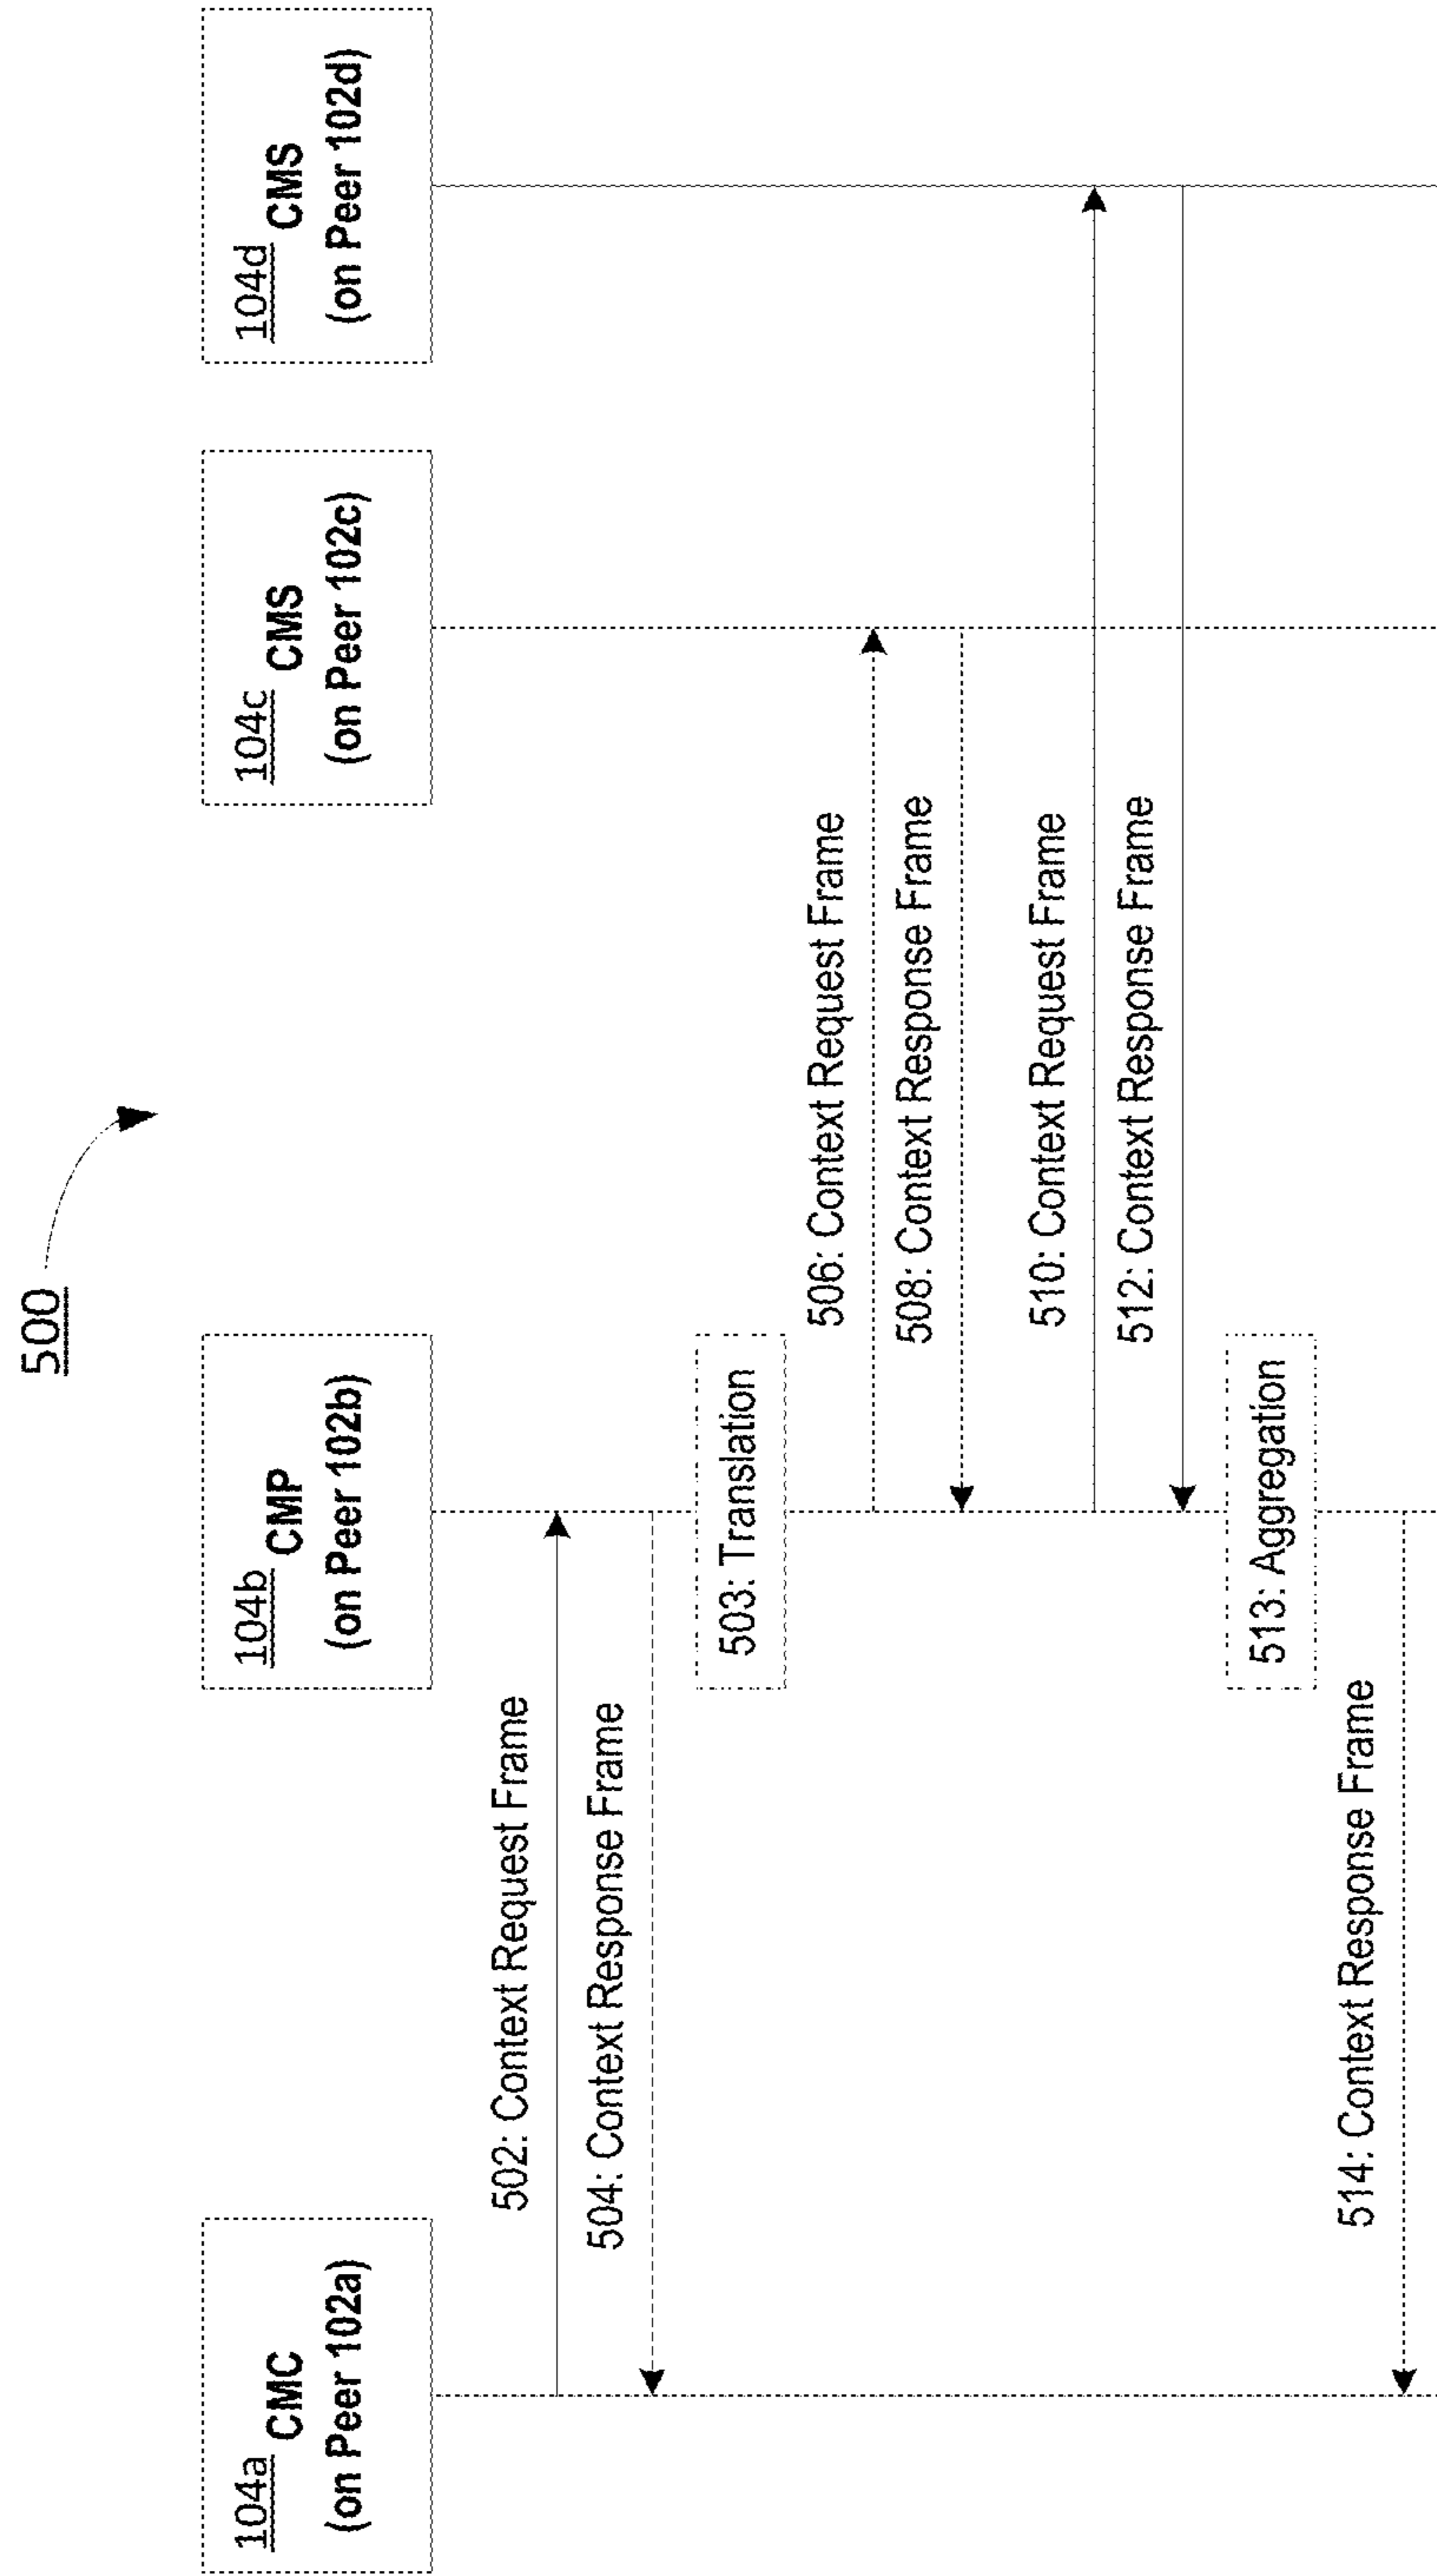 500
104a CMC
(on Peer 102a)
104b CMP
(on Peer 102b)
104c CMS
(on Peer 102c)
104d CMS
(on Peer 102d)
502: Context Request Frame
504: Context Response Frame
503: Translation
506: Context Request Frame
508: Context Response Frame
510: Context Request Frame
512: Context Response Frame
513: Aggregation
514: Context Response Frame